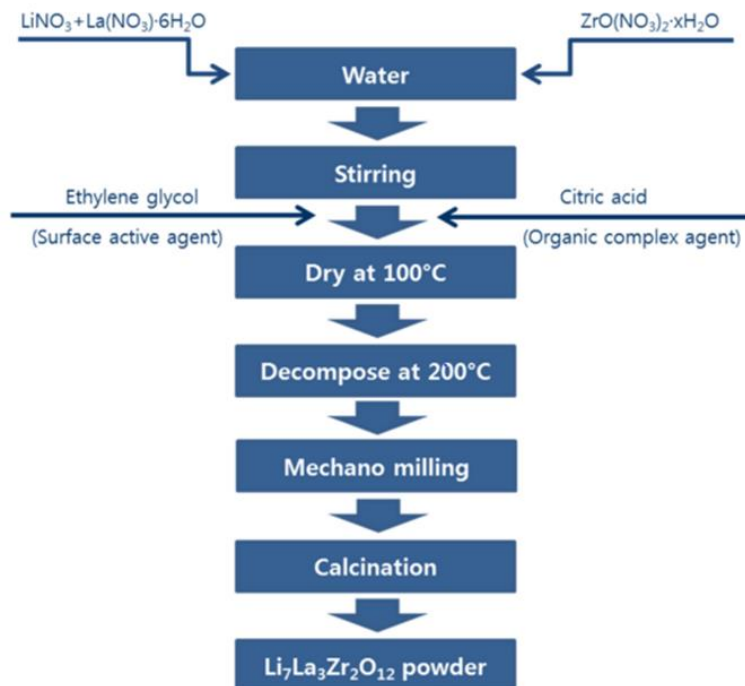 LiNO₃+La(NO₃)·6H₂O
ZrO(NO₃)₂·xH₂O
Water
Stirring
Ethylene glycol
(Surface active agent)
Citric acid
(Organic complex agent)
Dry at 100°C
Decompose at 200°C
Mechano milling
Calcination
Li₇La₃Zr₂O₁₂ powder